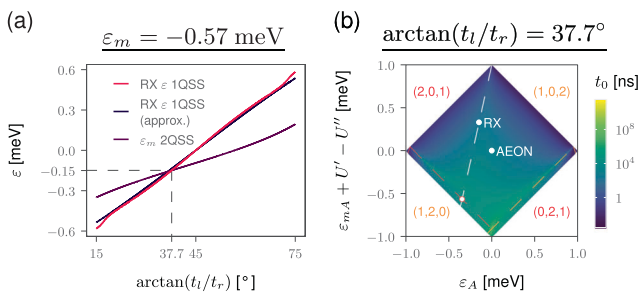 (a)
ε_m = −0.57 meV
0.6
0.3
0.0
−0.15
−0.3
−0.6
ε [meV]
RX ε 1QSS
RX ε 1QSS
(approx.)
ε_m 2QSS
15
37.7
45
75
arctan(t_l/t_r) [°]
(b)
arctan(t_l/t_r) = 37.7°
1.0
0.5
0.0
−0.5
−1.0
ε_{mA} + U′ − U″ [meV]
(2,0,1)
(1,0,2)
RX
AEON
(1,2,0)
(0,2,1)
−1.0
−0.5
0.0
0.5
1.0
ε_A [meV]
t_0 [ns]
10^8
10^4
1